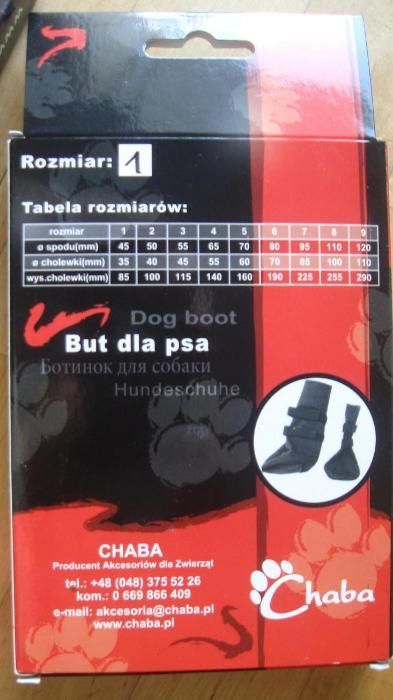 Rozmiar: 1
Tabela rozmiarów:
rozmiar 1 2 3 4 5 6 7 8 9
ø spodu(mm) 45 50 55 65 70 80 95 110 120
ø cholewki(mm) 35 40 45 55 60 70 85 100 110
wys.cholewki(mm) 85 100 115 140 160 190 225 255 290
Dog boot
But dla psa
Ботинок для собаки
Hundeschuhe
CHABA
Producent Akcesoriów dla Zwierząt
tel.: +48 (048) 375 52 26
kom.: 0 669 866 409
e-mail: akcesoria@chaba.pl
www.chaba.pl
Chaba